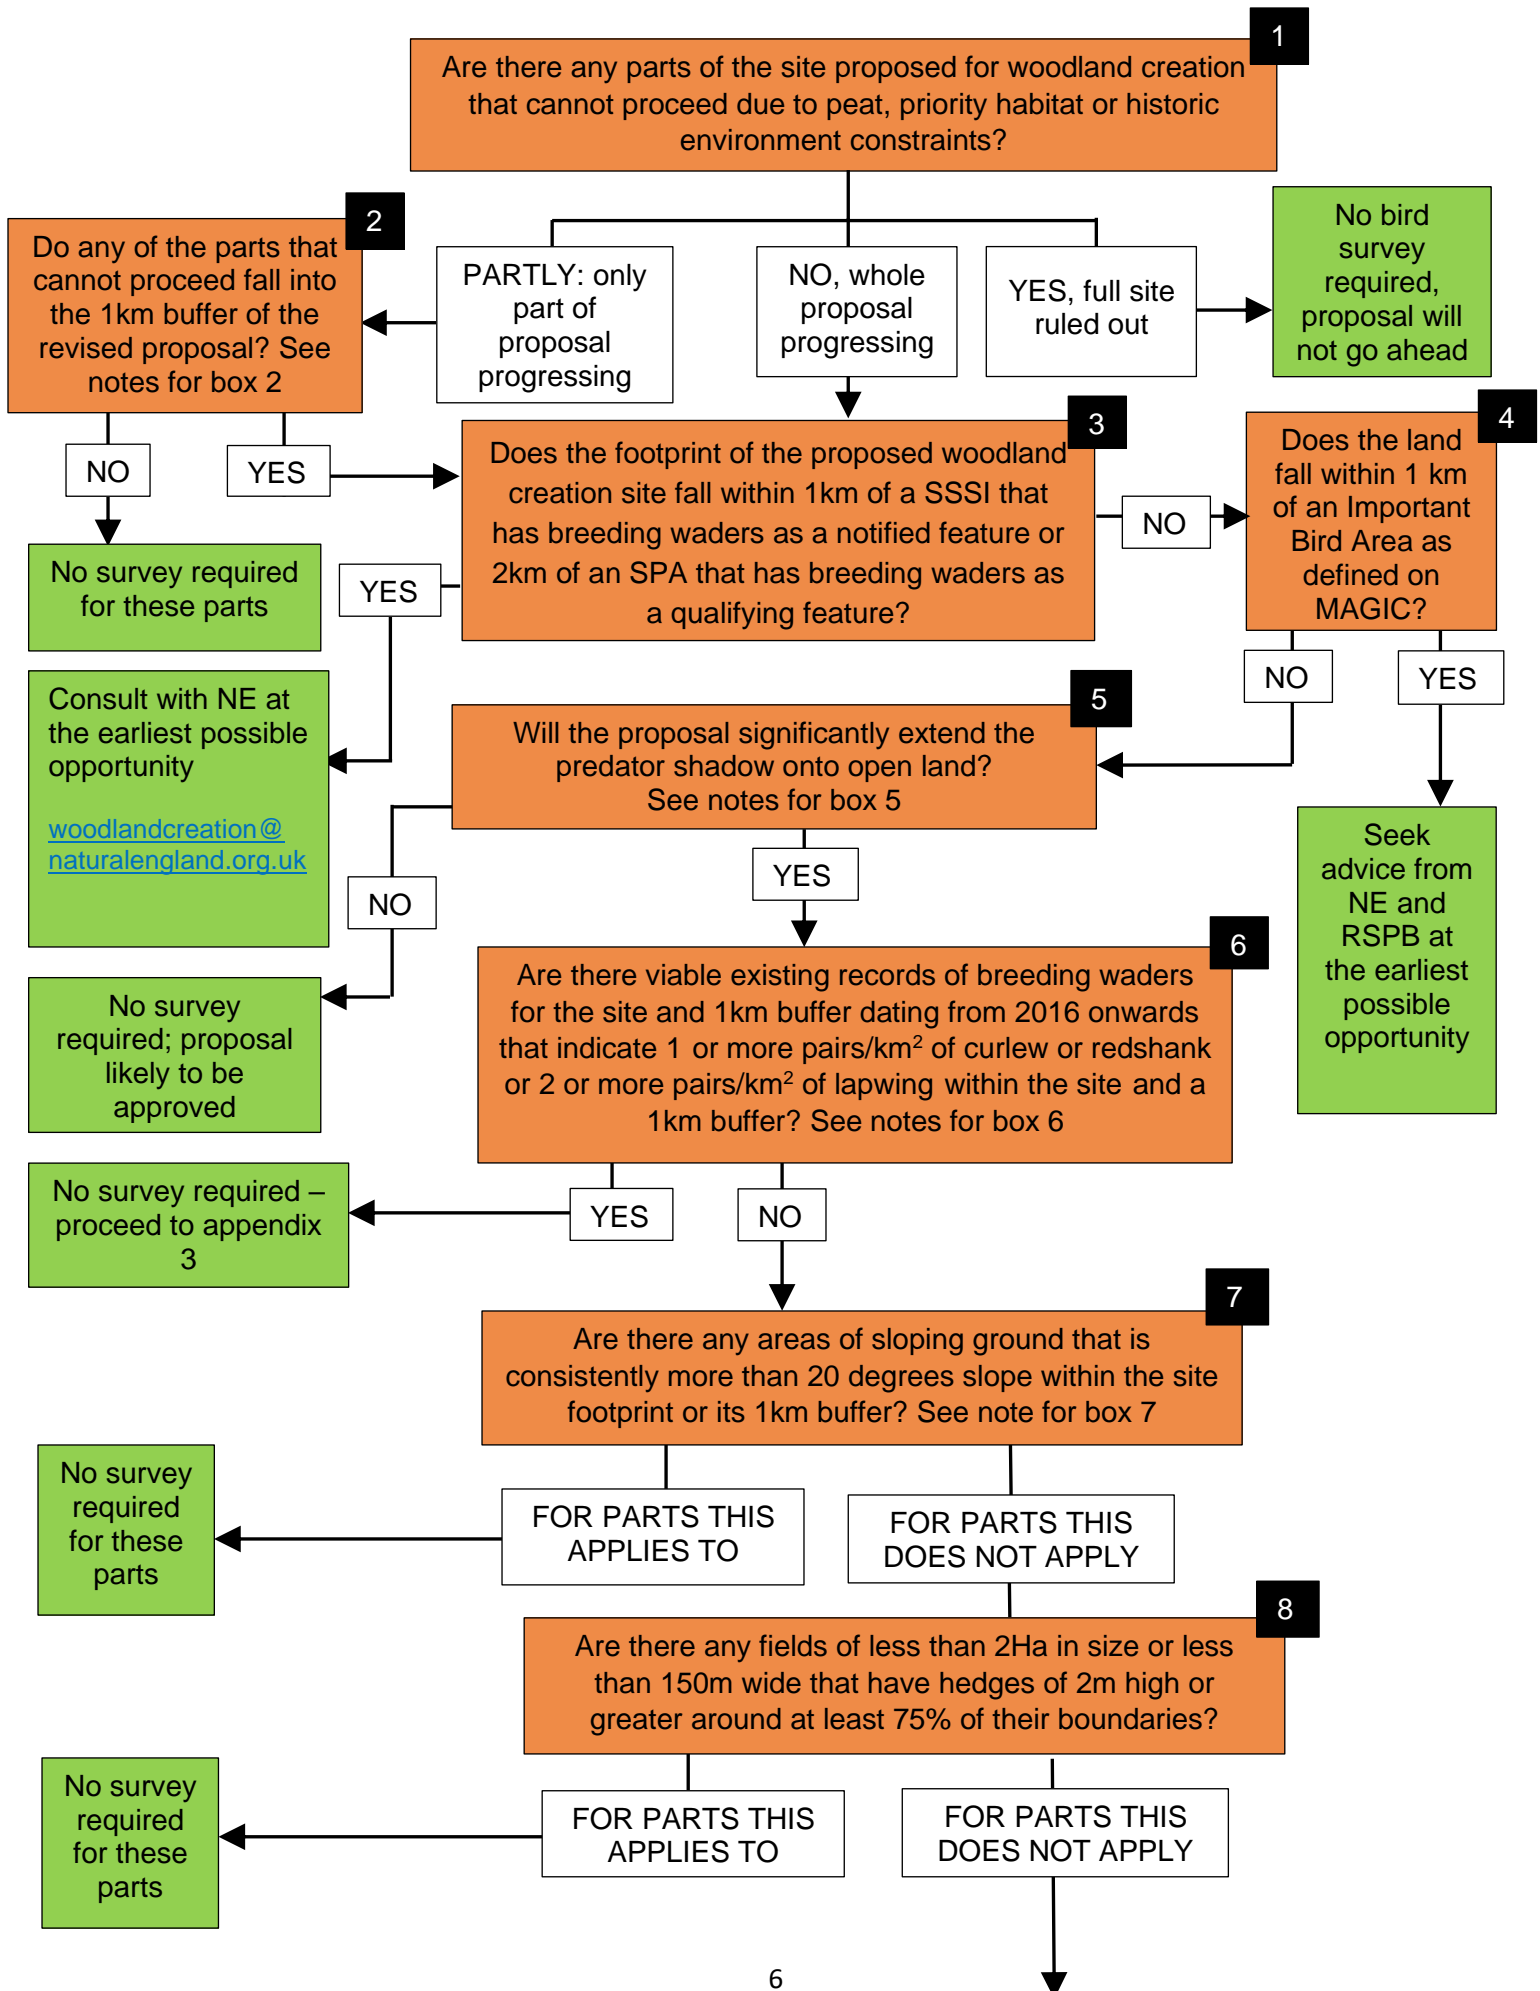 1
Are there any parts of the site proposed for woodland creation
that cannot proceed due to peat, priority habitat or historic
environment constraints?
2
Do any of the parts that
cannot proceed fall into
the 1km buffer of the
revised proposal? See
notes for box 2
PARTLY: only
part of
proposal
progressing
NO, whole
proposal
progressing
YES, full site
ruled out
No bird
survey
required,
proposal will
not go ahead
NO
YES
3
Does the footprint of the proposed woodland
creation site fall within 1km of a SSSI that
has breeding waders as a notified feature or
2km of an SPA that has breeding waders as
a qualifying feature?
NO
4
Does the land
fall within 1 km
of an Important
Bird Area as
defined on
MAGIC?
No survey required
for these parts
YES
NO
YES
Consult with NE at
the earliest possible
opportunity
woodlandcreation@
naturalengland.org.uk
5
Will the proposal significantly extend the
predator shadow onto open land?
See notes for box 5
Seek
advice from
NE and
RSPB at
the earliest
possible
opportunity
NO
YES
No survey
required; proposal
likely to be
approved
6
Are there viable existing records of breeding waders
for the site and 1km buffer dating from 2016 onwards
that indicate 1 or more pairs/km² of curlew or redshank
or 2 or more pairs/km² of lapwing within the site and a
1km buffer? See notes for box 6
No survey required –
proceed to appendix
3
YES
NO
7
Are there any areas of sloping ground that is
consistently more than 20 degrees slope within the site
footprint or its 1km buffer? See note for box 7
No survey
required
for these
parts
FOR PARTS THIS
APPLIES TO
FOR PARTS THIS
DOES NOT APPLY
8
Are there any fields of less than 2Ha in size or less
than 150m wide that have hedges of 2m high or
greater around at least 75% of their boundaries?
No survey
required
for these
parts
FOR PARTS THIS
APPLIES TO
FOR PARTS THIS
DOES NOT APPLY
6